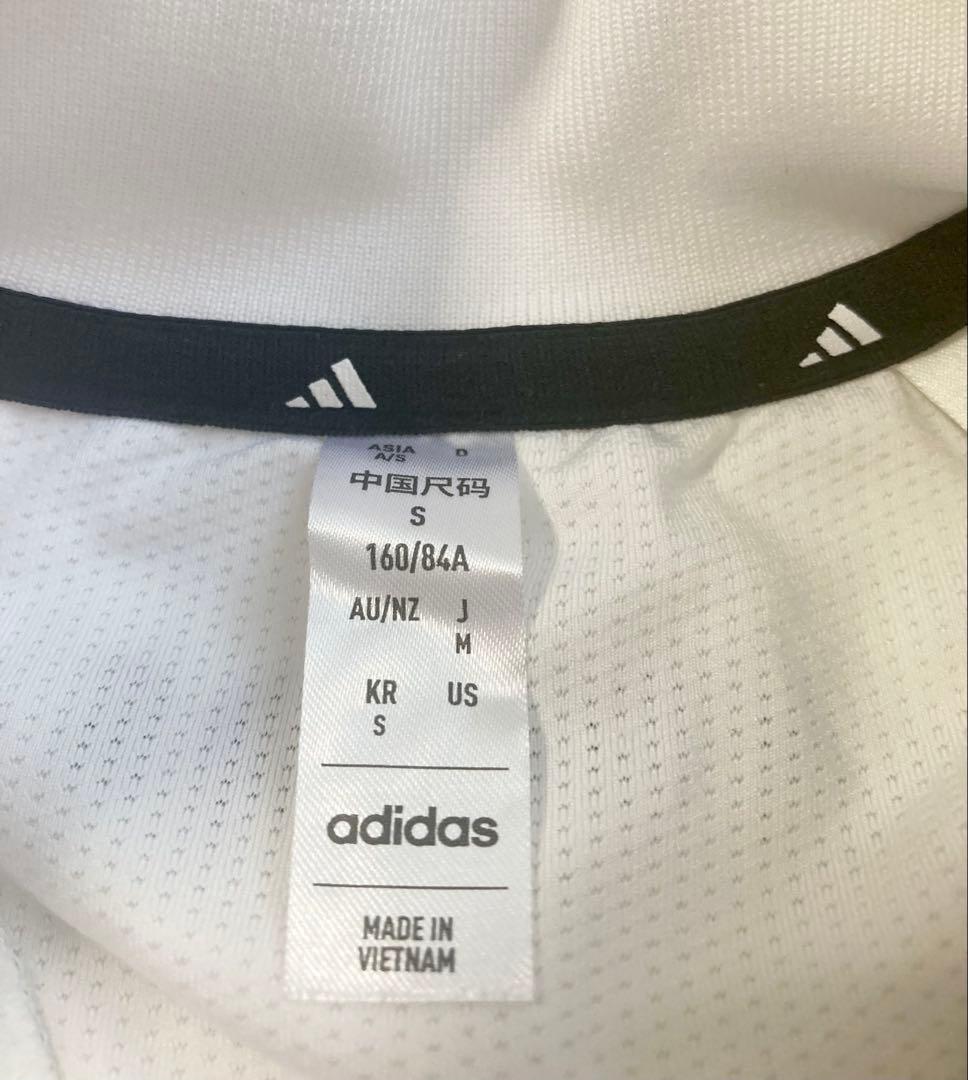 ASIA D
A/S
中国尺码
S
160/84A
AU/NZ J
M
KR US
S
adidas
MADE IN
VIETNAM